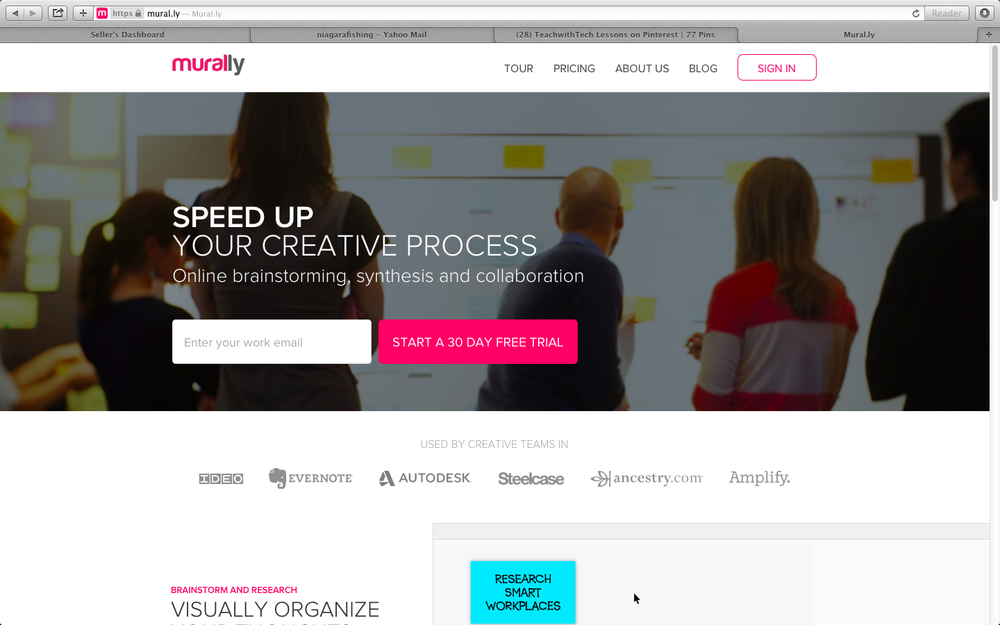 https mural.ly — Mural.ly
Reader
Seller's Dashboard
niagarafishing – Yahoo Mail
(28) TeachwithTech Lessons on Pinterest | 77 Pins
Mural.ly
murally
TOUR
PRICING
ABOUT US
BLOG
SIGN IN
SPEED UP
YOUR CREATIVE PROCESS
Online brainstorming, synthesis and collaboration
Enter your work email
START A 30 DAY FREE TRIAL
USED BY CREATIVE TEAMS IN
IDEO
EVERNOTE
AUTODESK.
Steelcase
ancestry.com
Amplify.
BRAINSTORM AND RESEARCH
VISUALLY ORGANIZE
RESEARCH
SMART
WORKPLACES